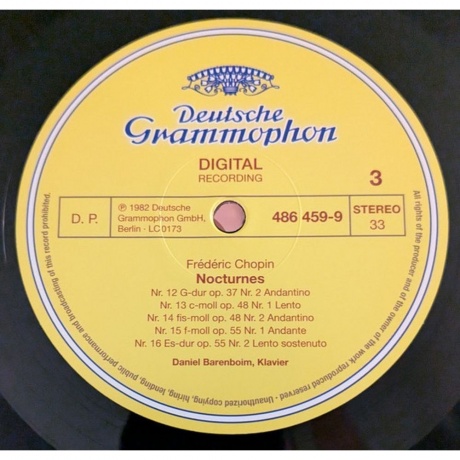 Deutsche
Grammophon
DIGITAL
RECORDING
3
D. P.
℗ 1982 Deutsche
Grammophon GmbH,
Berlin · LC 0173
486 459-9
STEREO
33
Frédéric Chopin
Nocturnes
Nr. 12 G-dur op. 37 Nr. 2 Andantino
Nr. 13 c-moll op. 48 Nr. 1 Lento
Nr. 14 fis-moll op. 48 Nr. 2 Andantino
Nr. 15 f-moll op. 55 Nr. 1 Andante
Nr. 16 Es-dur op. 55 Nr. 2 Lento sostenuto
Daniel Barenboim, Klavier
All rights of the producer and of the owner of the work reproduced reserved · Unauthorized copying, hiring, lending, public performance and broadcasting of this record prohibited.